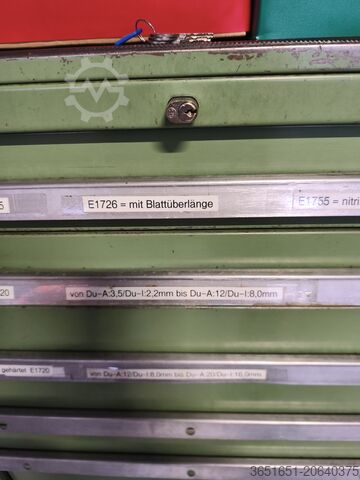 5
E1726 = mit Blattüberlänge
E1755 = nitri
20
von Du-A:3,5/Du-I:2,2mm bis Du-A:12/Du-I:8,0mm
gehärtet E1720
von Du-A:12/Du-I:8,0mm bis Du-A:20/Du-I:16,0mm
3651651-20640375